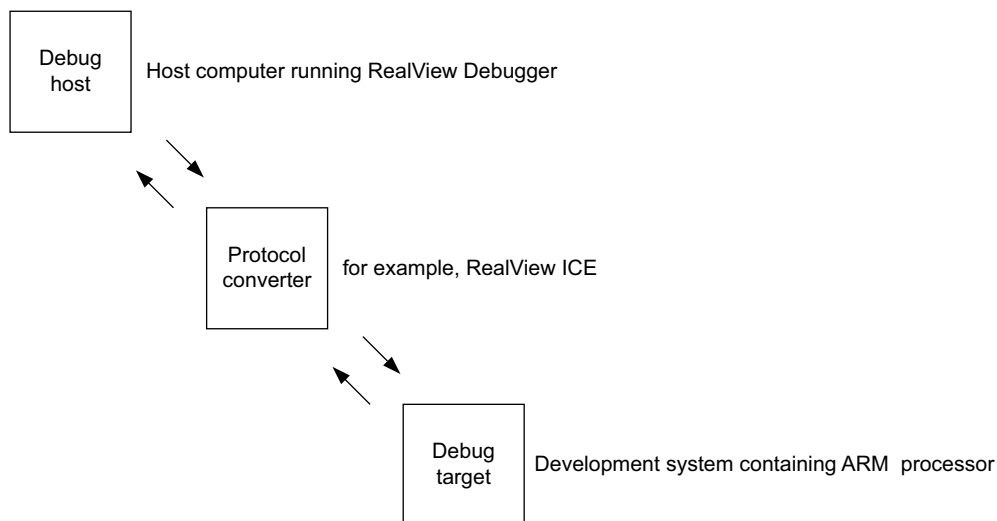 Debug
host
Host computer running RealView Debugger
Protocol
converter
for example, RealView ICE
Debug
target
Development system containing ARM processor